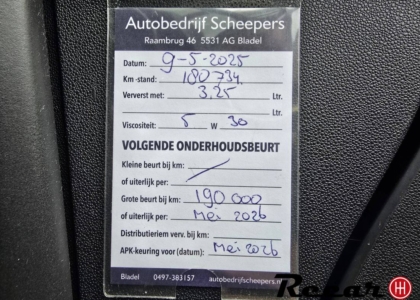 Autobedrijf Scheepers
Raambrug 46 5531 AG Bladel
Datum: 9-5-2025
Km-stand: 180734
Ververst met: 3.25 Ltr.
Ltr.
Viscositeit: 5 W 30
VOLGENDE ONDERHOUDSBEURT
Kleine beurt bij km:
of uiterlijk per:
Grote beurt bij km: 190 000
of uiterlijk per: Mei 2026
Distributieriem verv. bij km:
APK-keuring voor (datum): Mei 2026
Bladel 0497-383157 autobedrijfscheepers.n